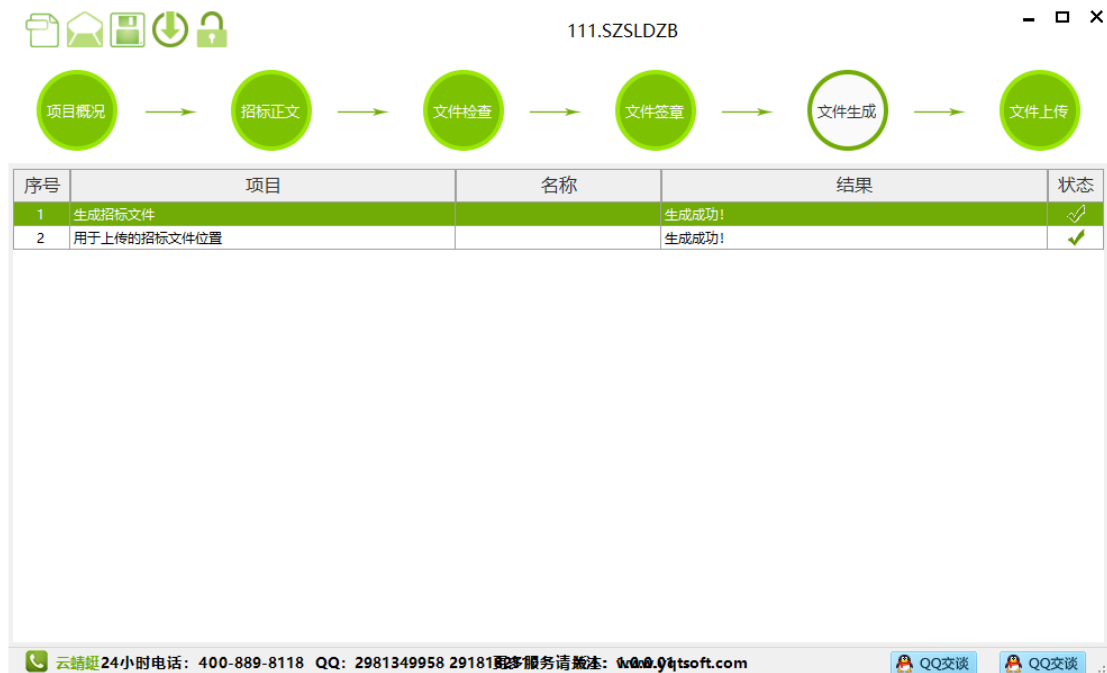 111.SZSLDZB
项目概况 招标正文 文件检查 文件签章 文件生成 文件上传
序号 项目 名称 结果 状态
1 生成招标文件 生成成功!
2 用于上传的招标文件位置 生成成功!
云蜻蜓24小时电话：400-889-8118 QQ：2981349958 QQ交谈 QQ交谈